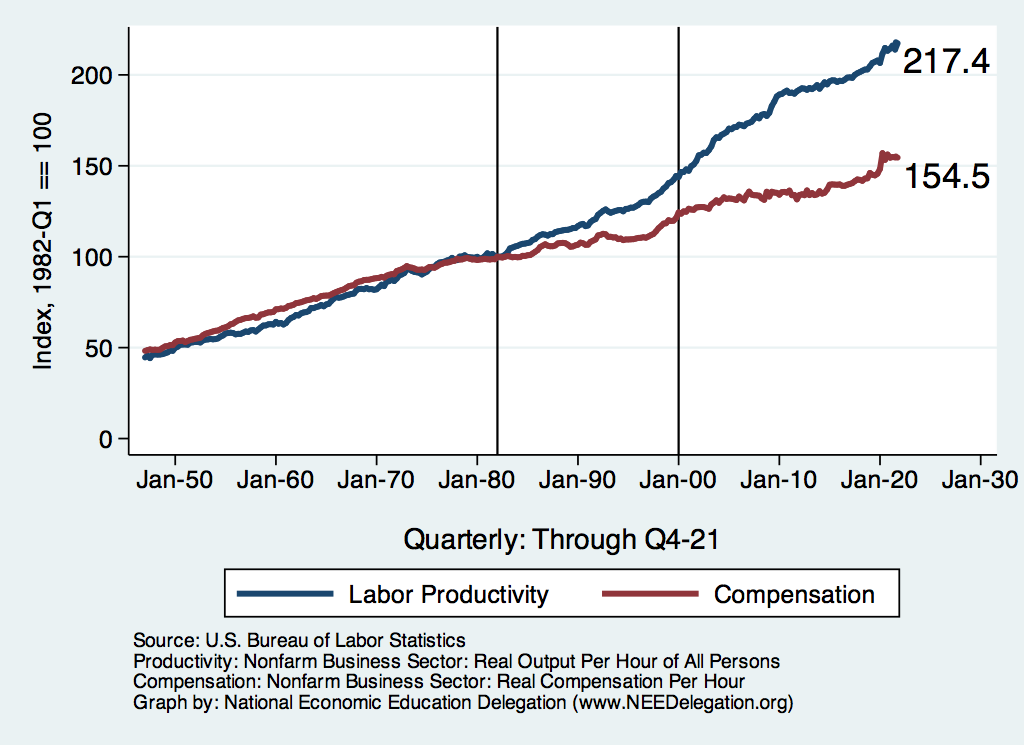 217.4
200
150
154.5
100
50
0
Index, 1982-Q1 == 100
Jan-50 Jan-60 Jan-70 Jan-80 Jan-90 Jan-00 Jan-10 Jan-20 Jan-30
Quarterly: Through Q4-21
Labor Productivity Compensation
Source: U.S. Bureau of Labor Statistics
Productivity: Nonfarm Business Sector: Real Output Per Hour of All Persons
Compensation: Nonfarm Business Sector: Real Compensation Per Hour
Graph by: National Economic Education Delegation (www.NEEDelegation.org)